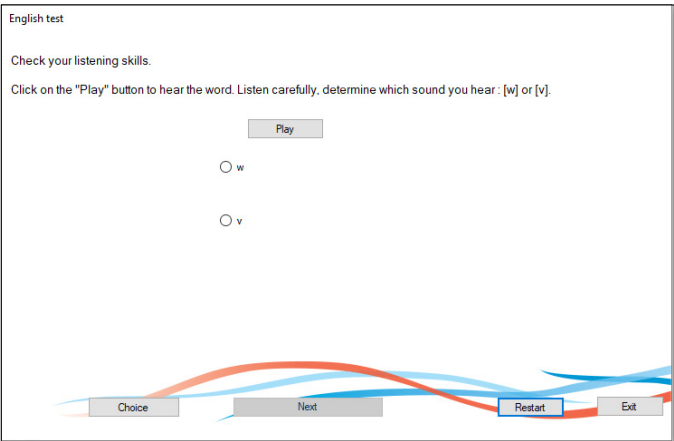 English test
Check your listening skills.
Click on the "Play" button to hear the word. Listen carefully, determine which sound you hear : [w] or [v].
Play
w
v
Choice
Next
Restart
Exit